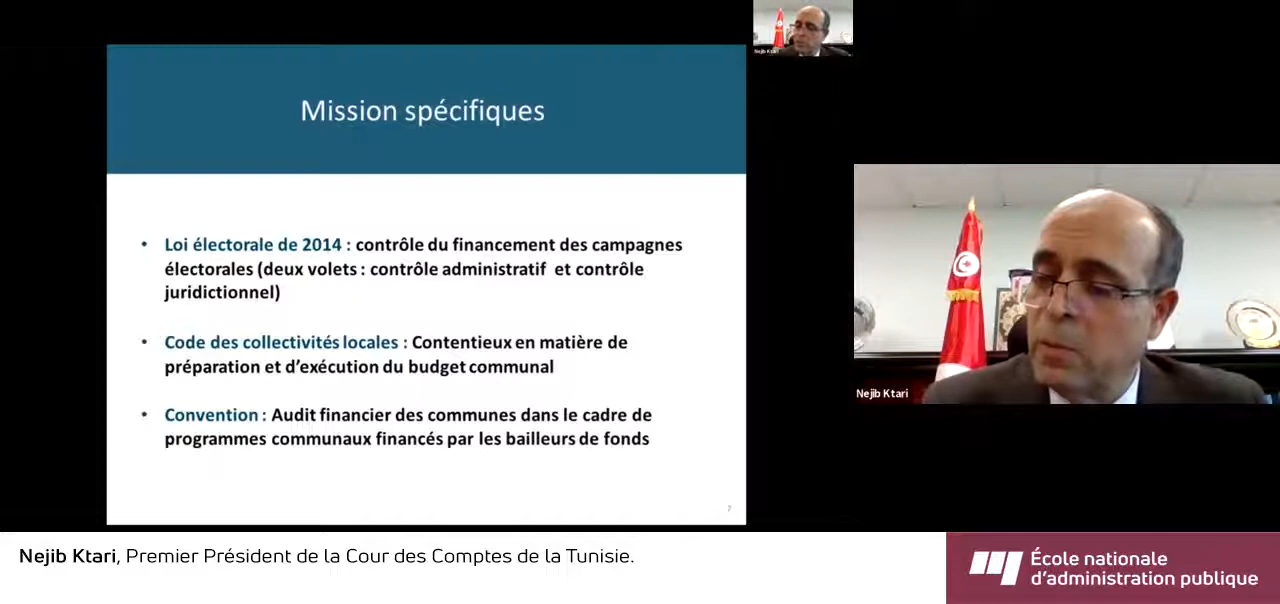 Nejib Ktari
Mission spécifiques
• Loi électorale de 2014 : contrôle du financement des campagnes
électorales (deux volets : contrôle administratif et contrôle
juridictionnel)
• Code des collectivités locales : Contentieux en matière de
préparation et d’exécution du budget communal
• Convention : Audit financier des communes dans le cadre de
programmes communaux financés par les bailleurs de fonds
7
Nejib Ktari
Nejib Ktari, Premier Président de la Cour des Comptes de la Tunisie.
École nationale
d’administration publique